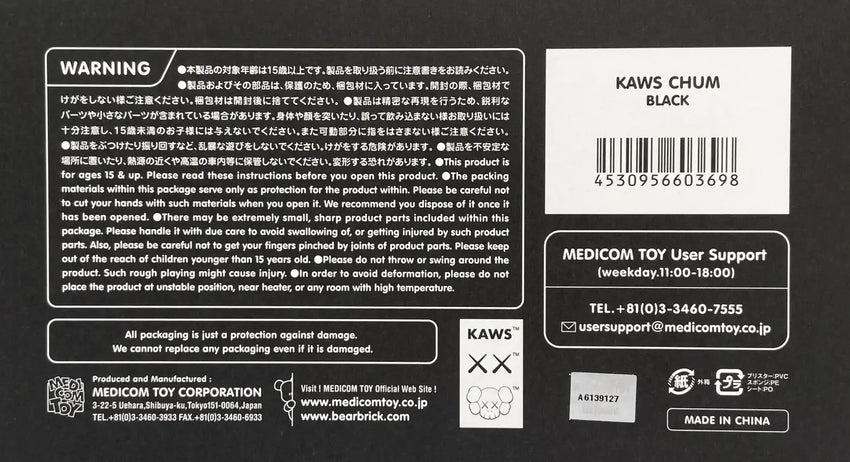 WARNING
●本製品の対象年齢は15歳以上です。製品を取り扱う前に注意書きをお読みください。
●製品およびその部品は、保護のため、梱包材に入っています。開封の際、梱包材で
けがをしない様ご注意ください。梱包材は開封後に捨ててください。●製品は精密な再現を行うため、鋭利な
パーツや小さなパーツが含まれている場合があります。身体や顔を突いたり、誤って飲み込まない様お取り扱いには
十分注意し、15歳未満のお子様には与えないでください。また可動部分に指をはさまない様ご注意ください。
●製品をぶつけたり振り回すなど、乱暴な遊びをしないでください。けがをする危険があります。●製品を不安定な
場所に置いたり、熱源の近くや高温の車内等に保管しないでください。変形する恐れがあります。●This product is
for ages 15 & up. Please read these instructions before you open this product. ●The packing
materials within this package serve only as protection for the product within. Please be careful not
to cut your hands with such materials when you open it. We recommend you dispose of it once it
has been opened. ●There may be extremely small, sharp product parts included within this
package. Please handle it with due care to avoid swallowing of, or getting injured by such product
parts. Also, please be careful not to get your fingers pinched by joints of product parts. Please keep
out of the reach of children younger than 15 years old. ●Please do not throw or swing around the
product. Such rough playing might cause injury. ●In order to avoid deformation, please do not
place the product at unstable position, near heater, or any room with high temperature.
All packaging is just a protection against damage.
We cannot replace any packaging even if it is damaged.
MEDICOM TOY
Produced and Manufactured :
MEDICOM TOY CORPORATION
3-22-5 Uehara,Shibuya-ku,Tokyo151-0064,Japan
TEL.+81(0)3-3460-3933 FAX.+81(0)3-3460-6933
Visit ! MEDICOM TOY Official Web Site !
www.medicomtoy.co.jp
www.bearbrick.com
KAWS™
XX™
™
KAWS CHUM
BLACK
4530956603698
MEDICOM TOY User Support
(weekday.11:00-18:00)
TEL.+81(0)3-3460-7555
usersupport@medicomtoy.co.jp
A6139127
紙 外箱
プラ
ブリスター:PVC
スポンジ:PE
シート:PO
MADE IN CHINA